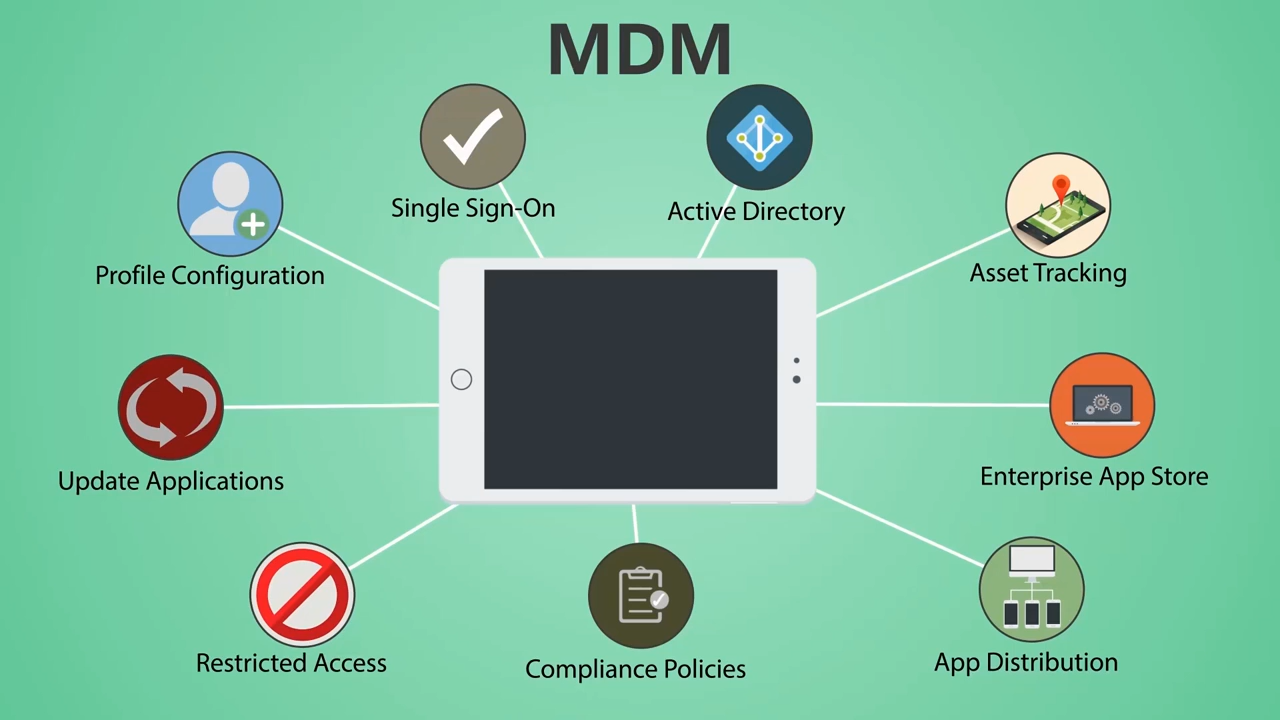 MDM
Single Sign-On
Active Directory
Profile Configuration
Asset Tracking
Update Applications
Enterprise App Store
Restricted Access
Compliance Policies
App Distribution